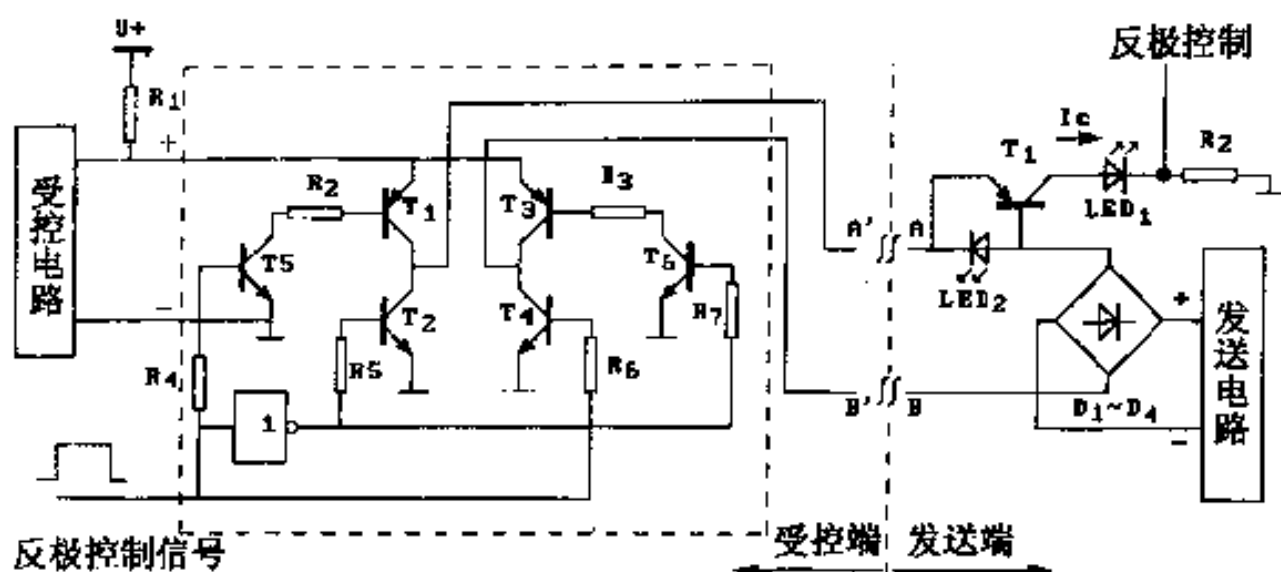 U+
反极控制
R1
+
Ic
R2
T1
LED1
受控电路
R2
T1
T3
R3
A'
A
T5
T6
LED2
-
T2
T4
R7
+
发送电路
R4
R5
R6
B'
B
D1~D4
-
1
反极控制信号
受控端
发送端